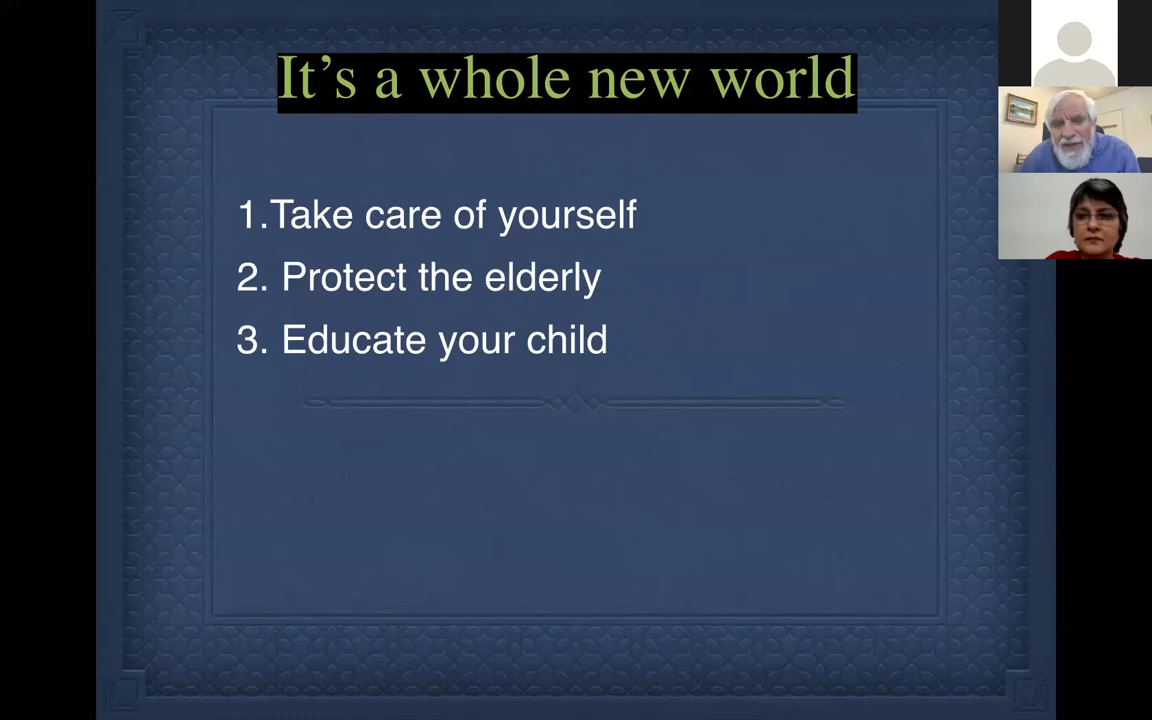 It’s a whole new world
1.Take care of yourself
2. Protect the elderly
3. Educate your child